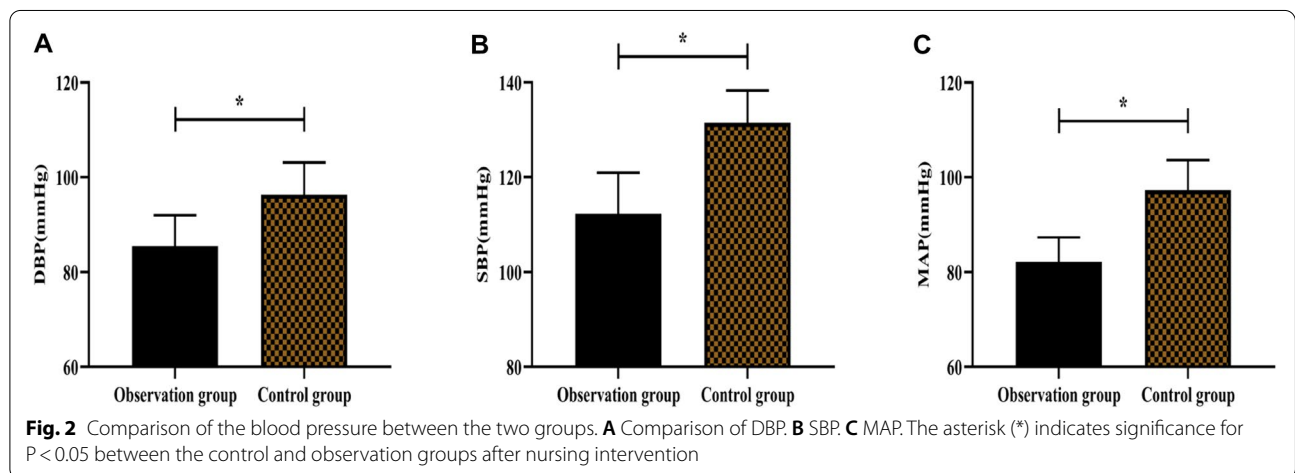 A
B
C
*
*
*
120
100
80
60
DBP(mmHg)
Observation group
Control group
140
120
100
80
SBP(mmHg)
Observation group
Control group
120
100
80
60
MAP(mmHg)
Observation group
Control group
Fig. 2 Comparison of the blood pressure between the two groups. A Comparison of DBP. B SBP. C MAP. The asterisk (*) indicates significance for
P < 0.05 between the control and observation groups after nursing intervention